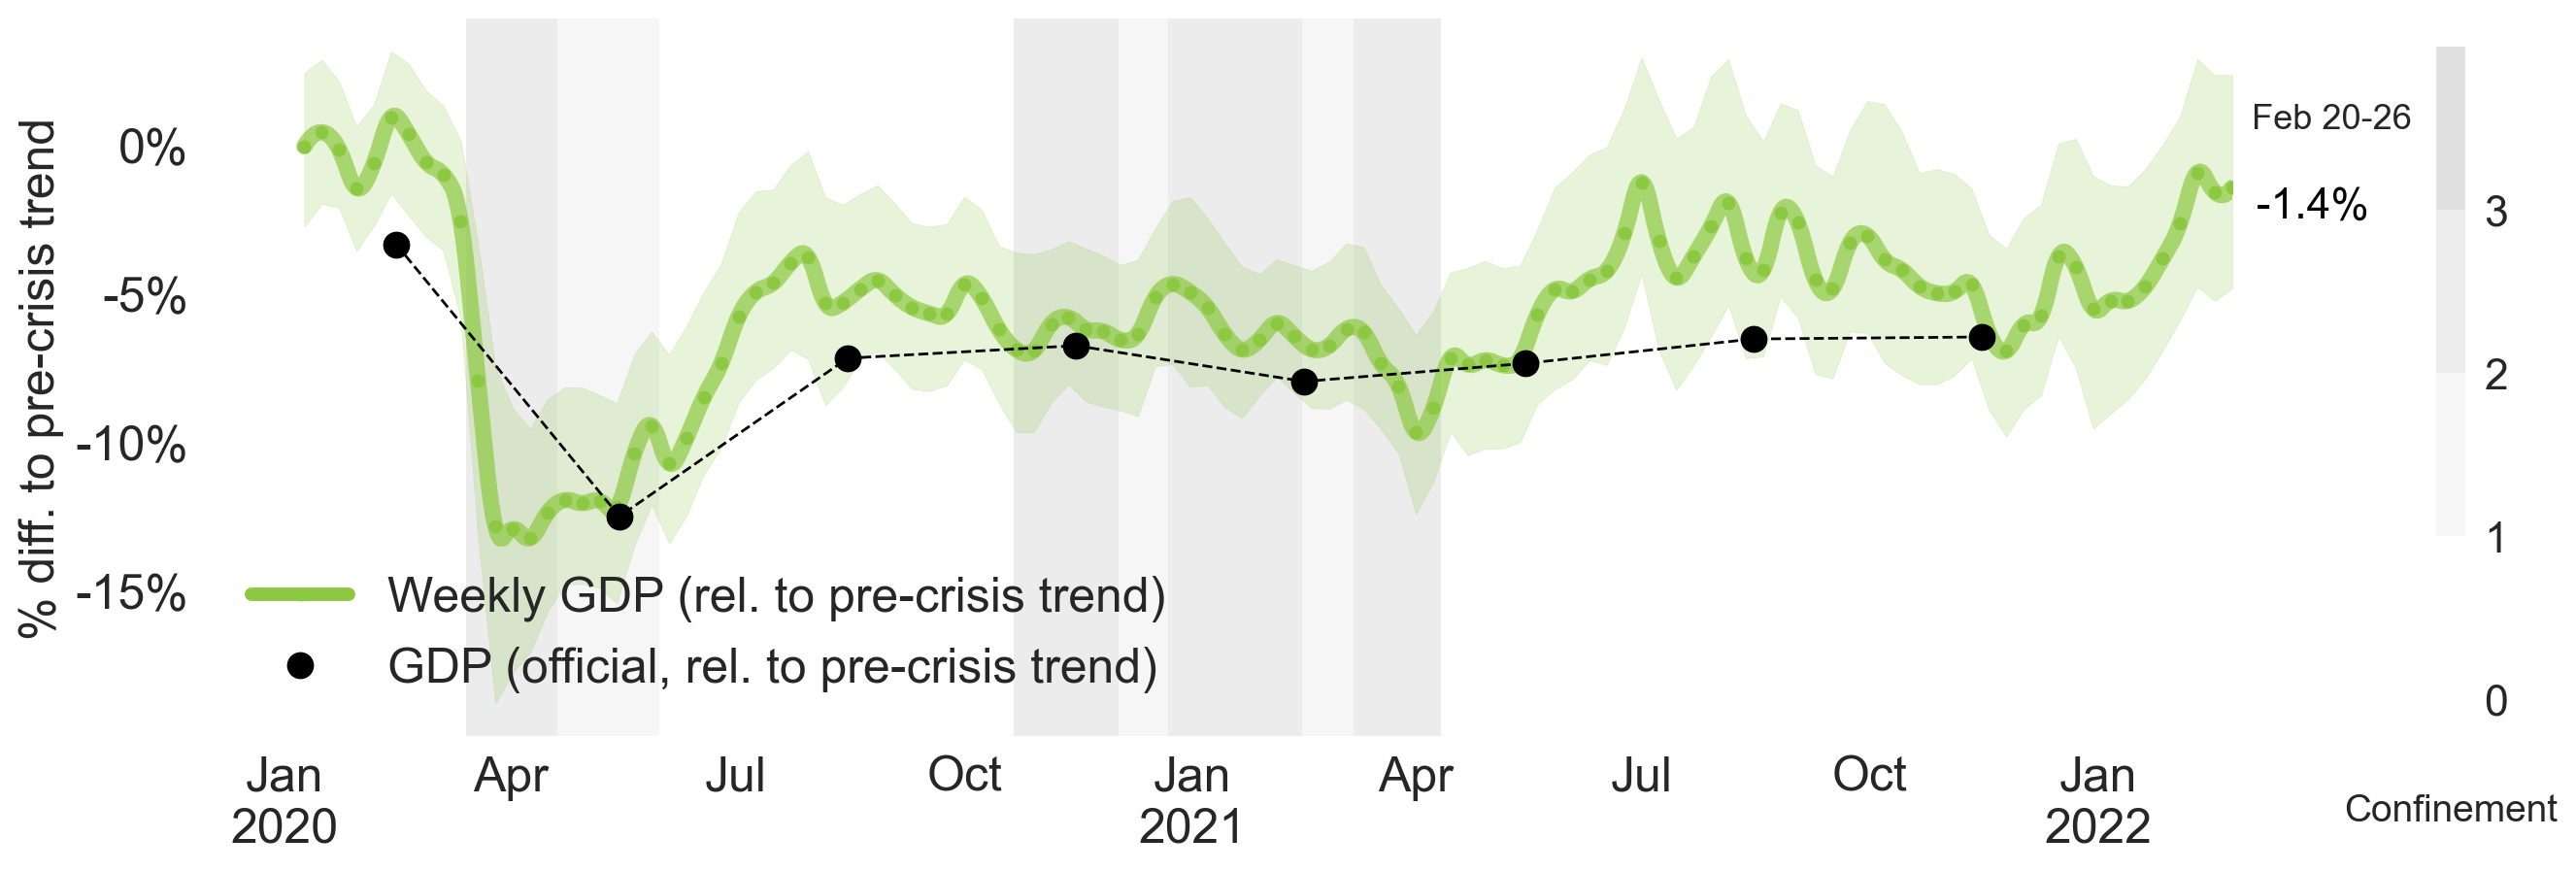 % diff. to pre-crisis trend
0%
-5%
-10%
-15%
Weekly GDP (rel. to pre-crisis trend)
GDP (official, rel. to pre-crisis trend)
Jan
2020
Apr
Jul
Oct
Jan
2021
Apr
Jul
Oct
Jan
2022
Feb 20-26
-1.4%
3
2
1
0
Confinement